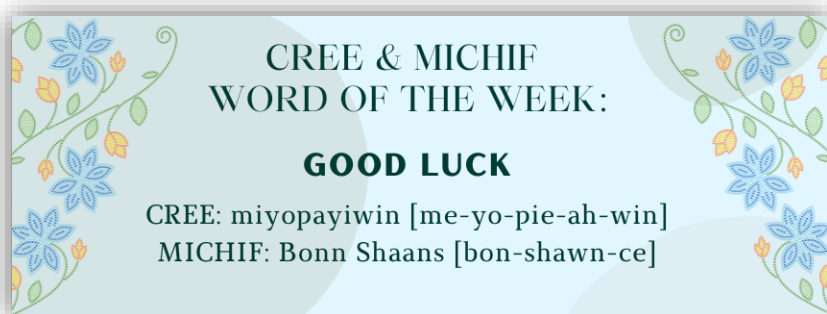 CREE & MICHIF
WORD OF THE WEEK:
GOOD LUCK
CREE: miyopayiwin [me-yo-pie-ah-win]
MICHIF: Bonn Shaans [bon-shawn-ce]